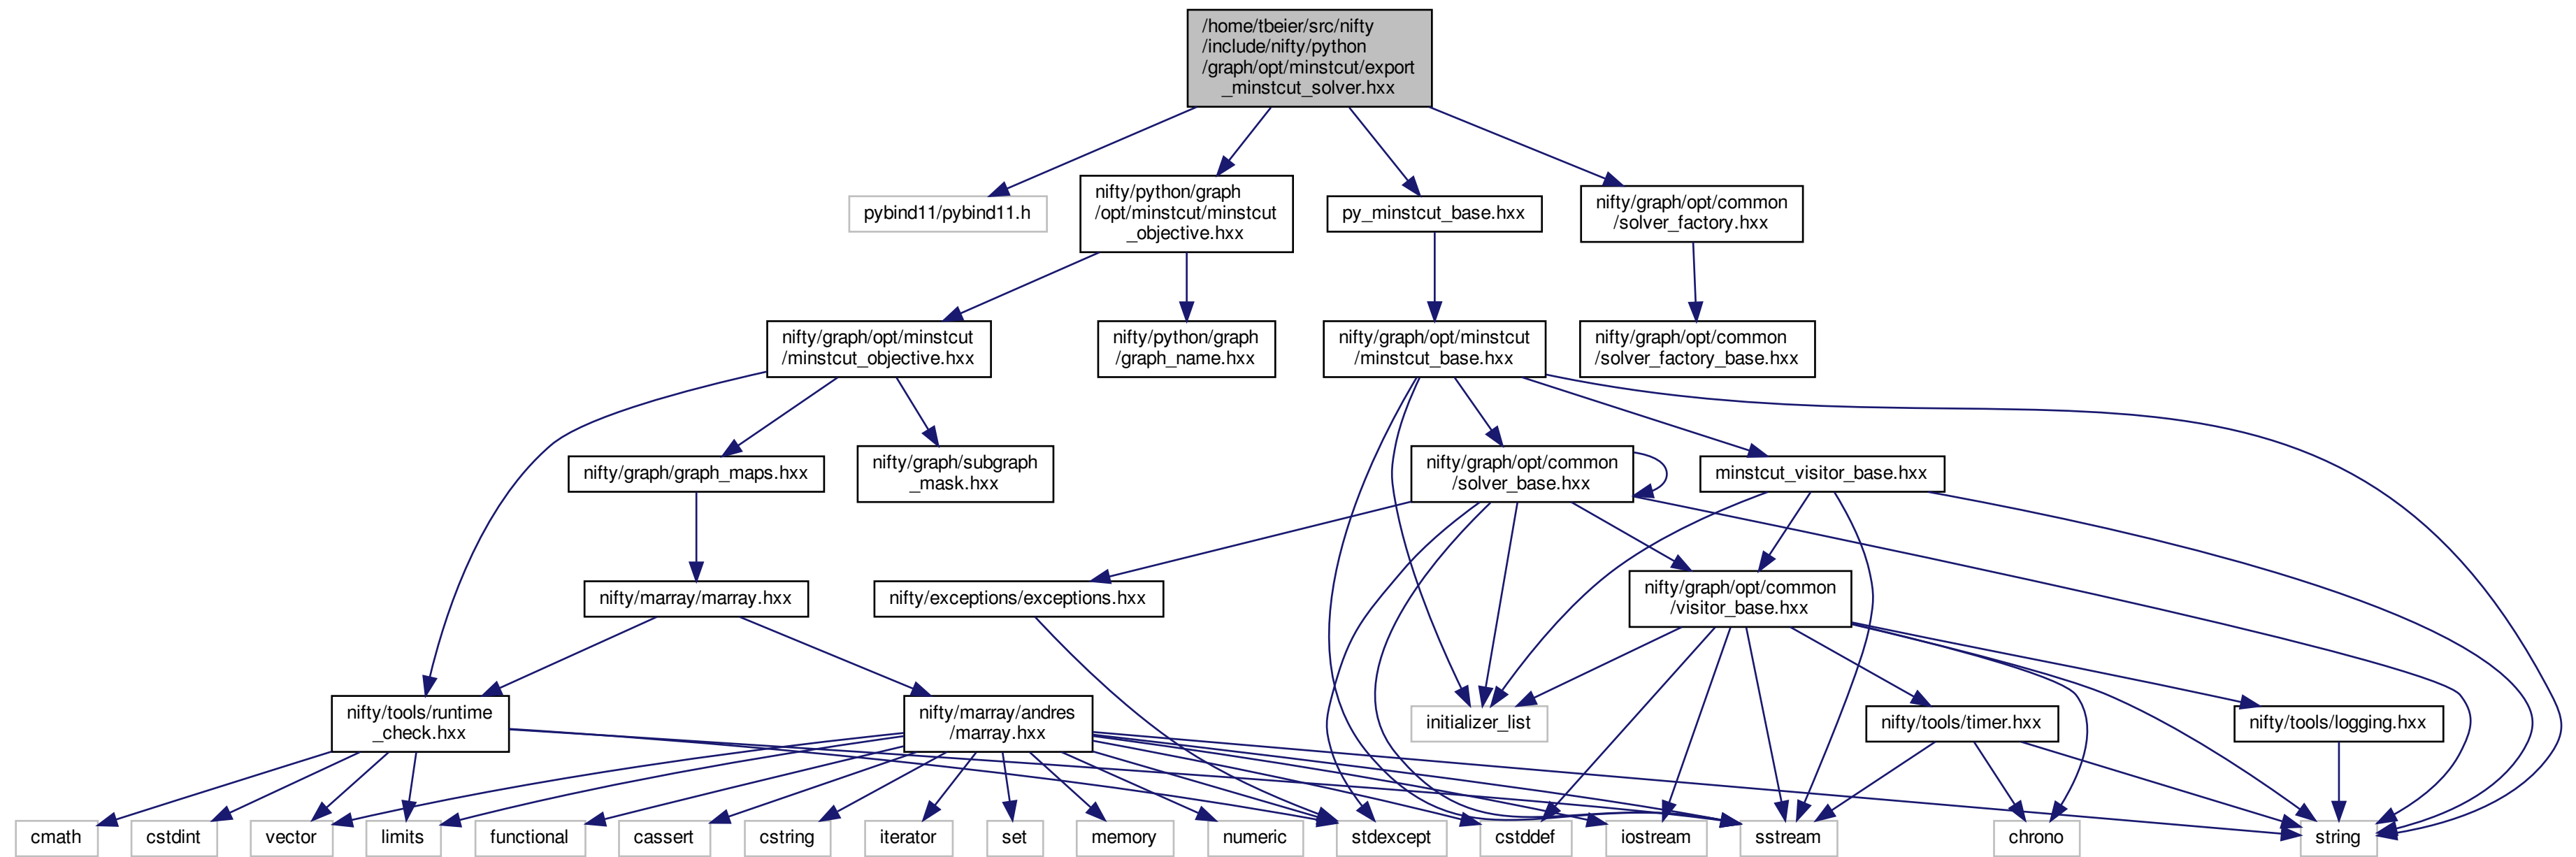 /home/tbeier/src/nifty
/include/nifty/python
/graph/opt/minstcut/export
_minstcut_solver.hxx
pybind11/pybind11.h
nifty/python/graph
/opt/minstcut/minstcut
_objective.hxx
py_minstcut_base.hxx
nifty/graph/opt/common
/solver_factory.hxx
nifty/graph/opt/minstcut
/minstcut_objective.hxx
nifty/python/graph
/graph_name.hxx
nifty/graph/opt/minstcut
/minstcut_base.hxx
nifty/graph/opt/common
/solver_factory_base.hxx
nifty/graph/graph_maps.hxx
nifty/graph/subgraph
_mask.hxx
nifty/graph/opt/common
/solver_base.hxx
minstcut_visitor_base.hxx
nifty/marray/marray.hxx
nifty/exceptions/exceptions.hxx
nifty/graph/opt/common
/visitor_base.hxx
nifty/tools/runtime
_check.hxx
nifty/marray/andres
/marray.hxx
initializer_list
nifty/tools/timer.hxx
nifty/tools/logging.hxx
cmath
cstdint
vector
limits
functional
cassert
cstring
iterator
set
memory
numeric
stdexcept
cstddef
iostream
sstream
chrono
string